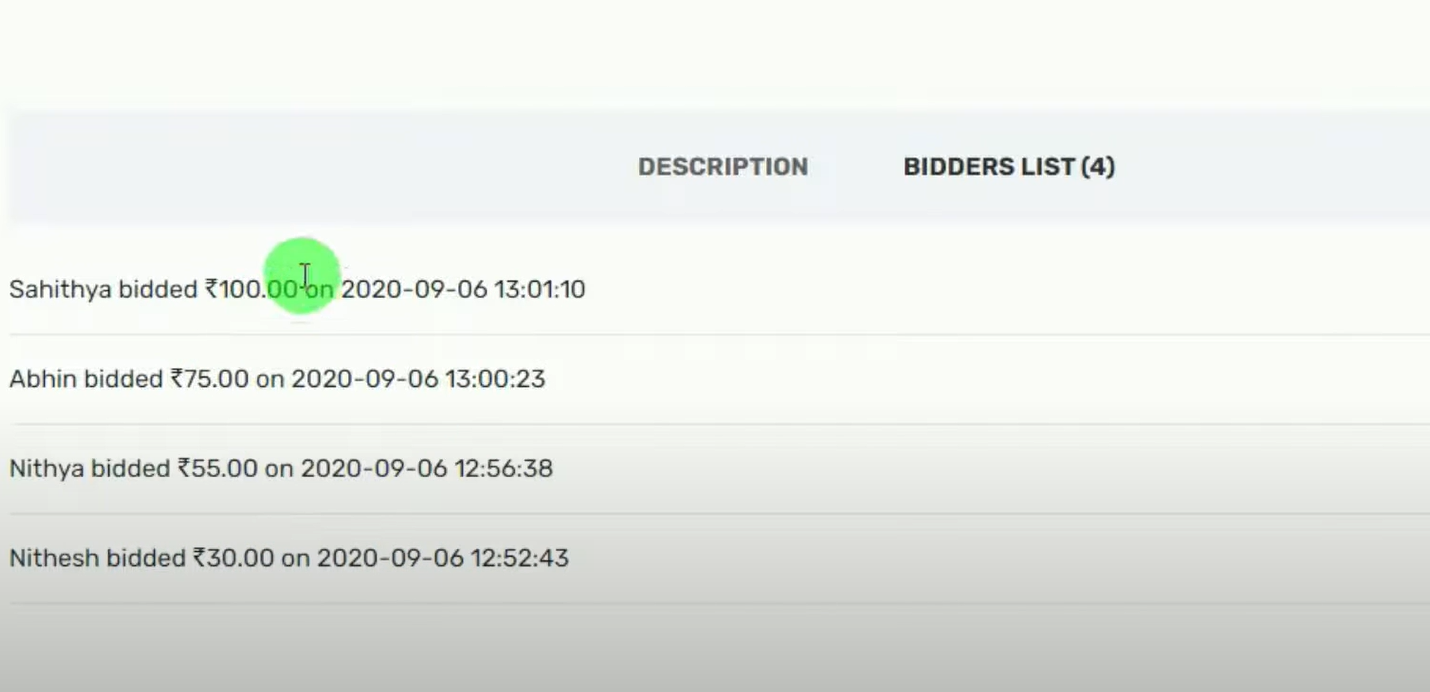 DESCRIPTION BIDDERS LIST (4)
Sahithya bidded ₹100.00 on 2020-09-06 13:01:10
Abhin bidded ₹75.00 on 2020-09-06 13:00:23
Nithya bidded ₹55.00 on 2020-09-06 12:56:38
Nithesh bidded ₹30.00 on 2020-09-06 12:52:43